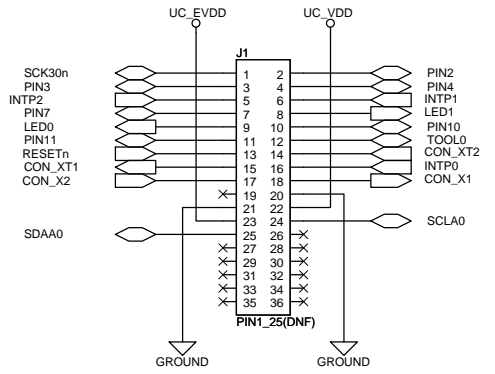 UC_EVDD UC_VDD
J1
SCK30n 1 2 PIN2
PIN3 3 4 PIN4
INTP2 5 6 INTP1
PIN7 7 8 LED1
LED0 9 10 PIN10
PIN11 11 12 TOOL0
RESETn 13 14 CON_XT2
CON_XT1 15 16 INTP0
CON_X2 17 18 CON_X1
19 20
21 22
23 24 SCLA0
SDAA0 25 26
27 28
29 30
31 32
33 34
35 36
PIN1_25(DNF)
GROUND GROUND